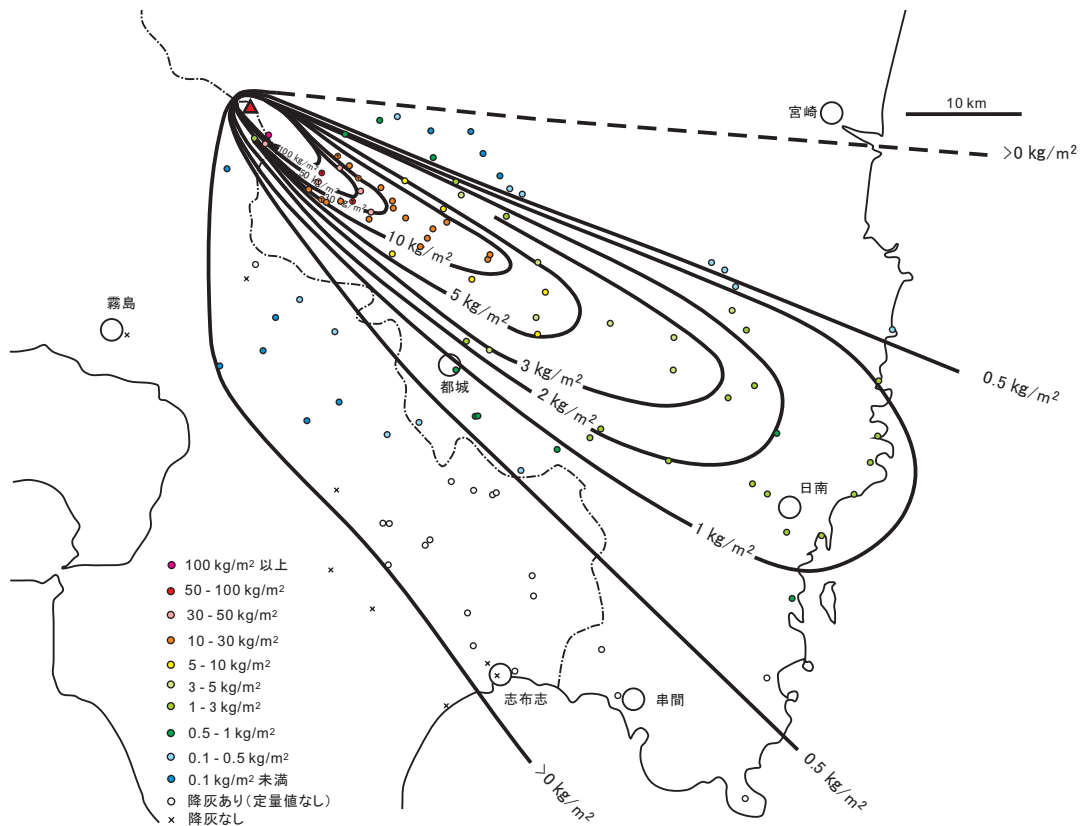 宮崎
10 km
>0 kg/m²
100 kg/m²
50 kg/m²
30 kg/m²
10 kg/m²
5 kg/m²
霧島
都城
3 kg/m²
0.5 kg/m²
2 kg/m²
日南
1 kg/m²
100 kg/m² 以上
50 - 100 kg/m²
30 - 50 kg/m²
10 - 30 kg/m²
5 - 10 kg/m²
3 - 5 kg/m²
1 - 3 kg/m²
0.5 - 1 kg/m²
0.1 - 0.5 kg/m²
0.1 kg/m² 未満
降灰あり(定量値なし)
降灰なし
志布志
串間
>0 kg/m²
0.5 kg/m²